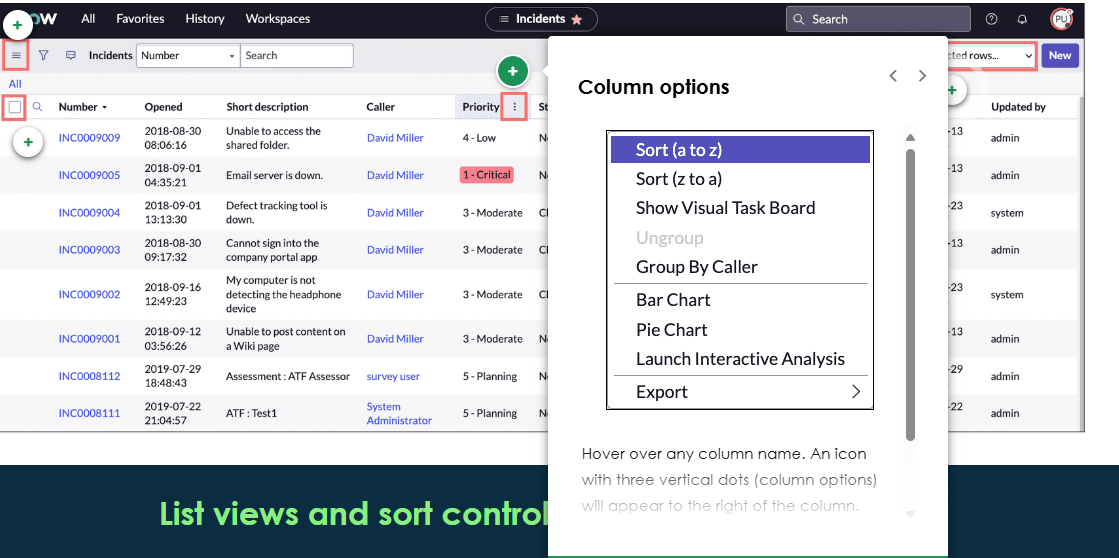 now All Favorites History Workspaces Incidents Search PU
Incidents Number Search cted rows... New
All
Number Opened Short description Caller Priority Updated by
INC0009009 2018-08-30 08:06:16 Unable to access the shared folder. David Miller 4 - Low -13 admin
INC0009005 2018-09-01 04:35:21 Email server is down. David Miller 1 - Critical -13 admin
INC0009004 2018-09-01 13:13:30 Defect tracking tool is down. David Miller 3 - Moderate -23 system
INC0009003 2018-08-30 09:17:32 Cannot sign into the company portal app David Miller 3 - Moderate -13 admin
INC0009002 2018-09-16 12:49:23 My computer is not detecting the headphone device David Miller 3 - Moderate -23 system
INC0009001 2018-09-12 03:56:26 Unable to post content on a Wiki page David Miller 3 - Moderate -13 admin
INC0008112 2019-07-29 18:48:43 Assessment : ATF Assessor survey user 5 - Planning -29 admin
INC0008111 2019-07-22 21:04:57 ATF : Test1 System Administrator 5 - Planning -22 admin
Column options
Sort (a to z)
Sort (z to a)
Show Visual Task Board
Ungroup
Group By Caller
Bar Chart
Pie Chart
Launch Interactive Analysis
Export
Hover over any column name. An icon
with three vertical dots (column options)
will appear to the right of the column.
List views and sort control